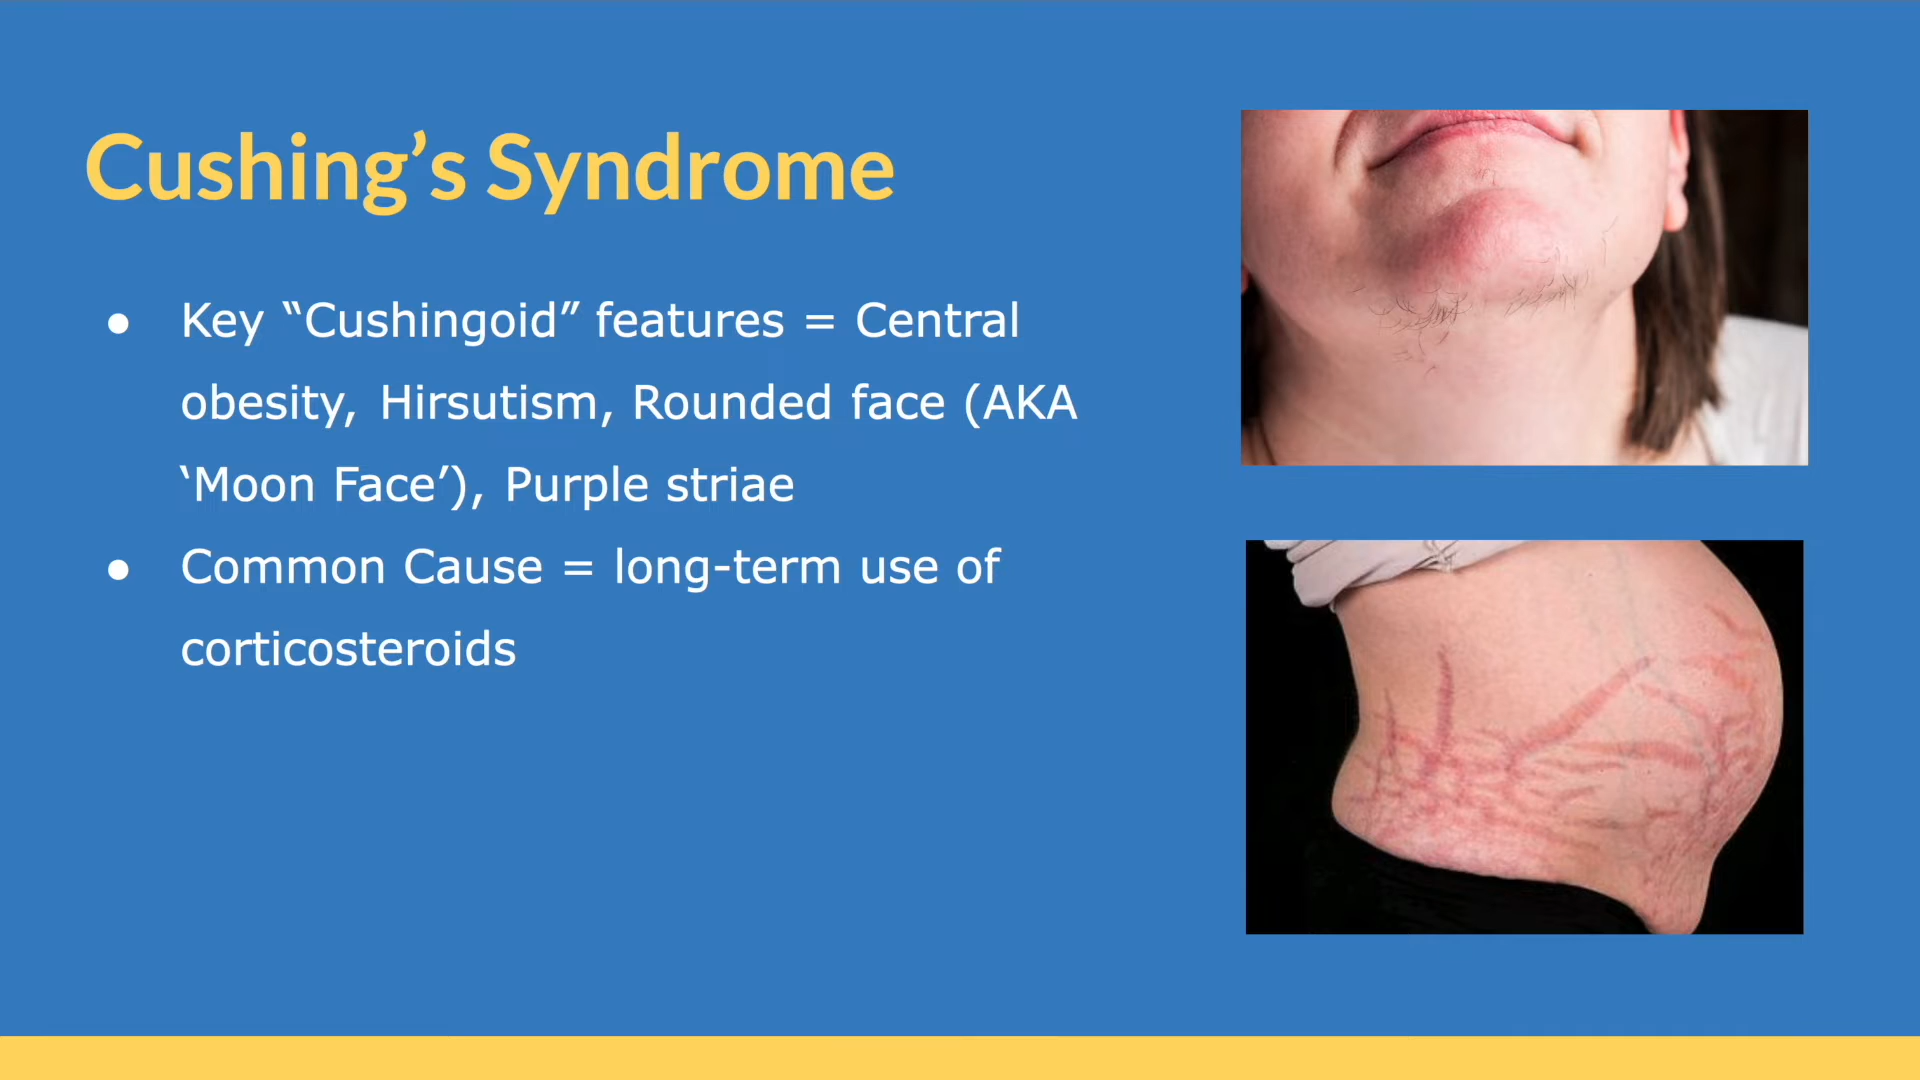 Cushing’s Syndrome
● Key “Cushingoid” features = Central
obesity, Hirsutism, Rounded face (AKA
‘Moon Face’), Purple striae
● Common Cause = long-term use of
corticosteroids